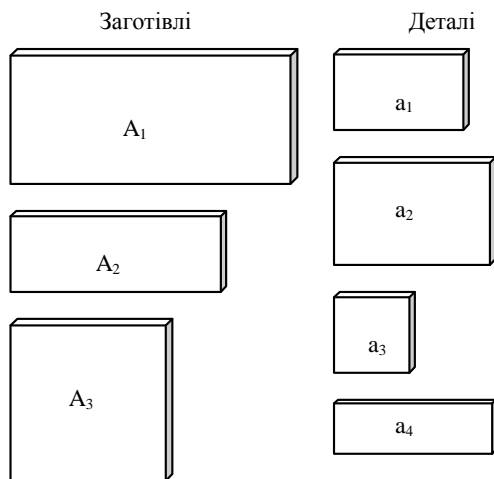 Заготівлі
Деталі
A₁
a₁
A₂
a₂
A₃
a₃
a₄